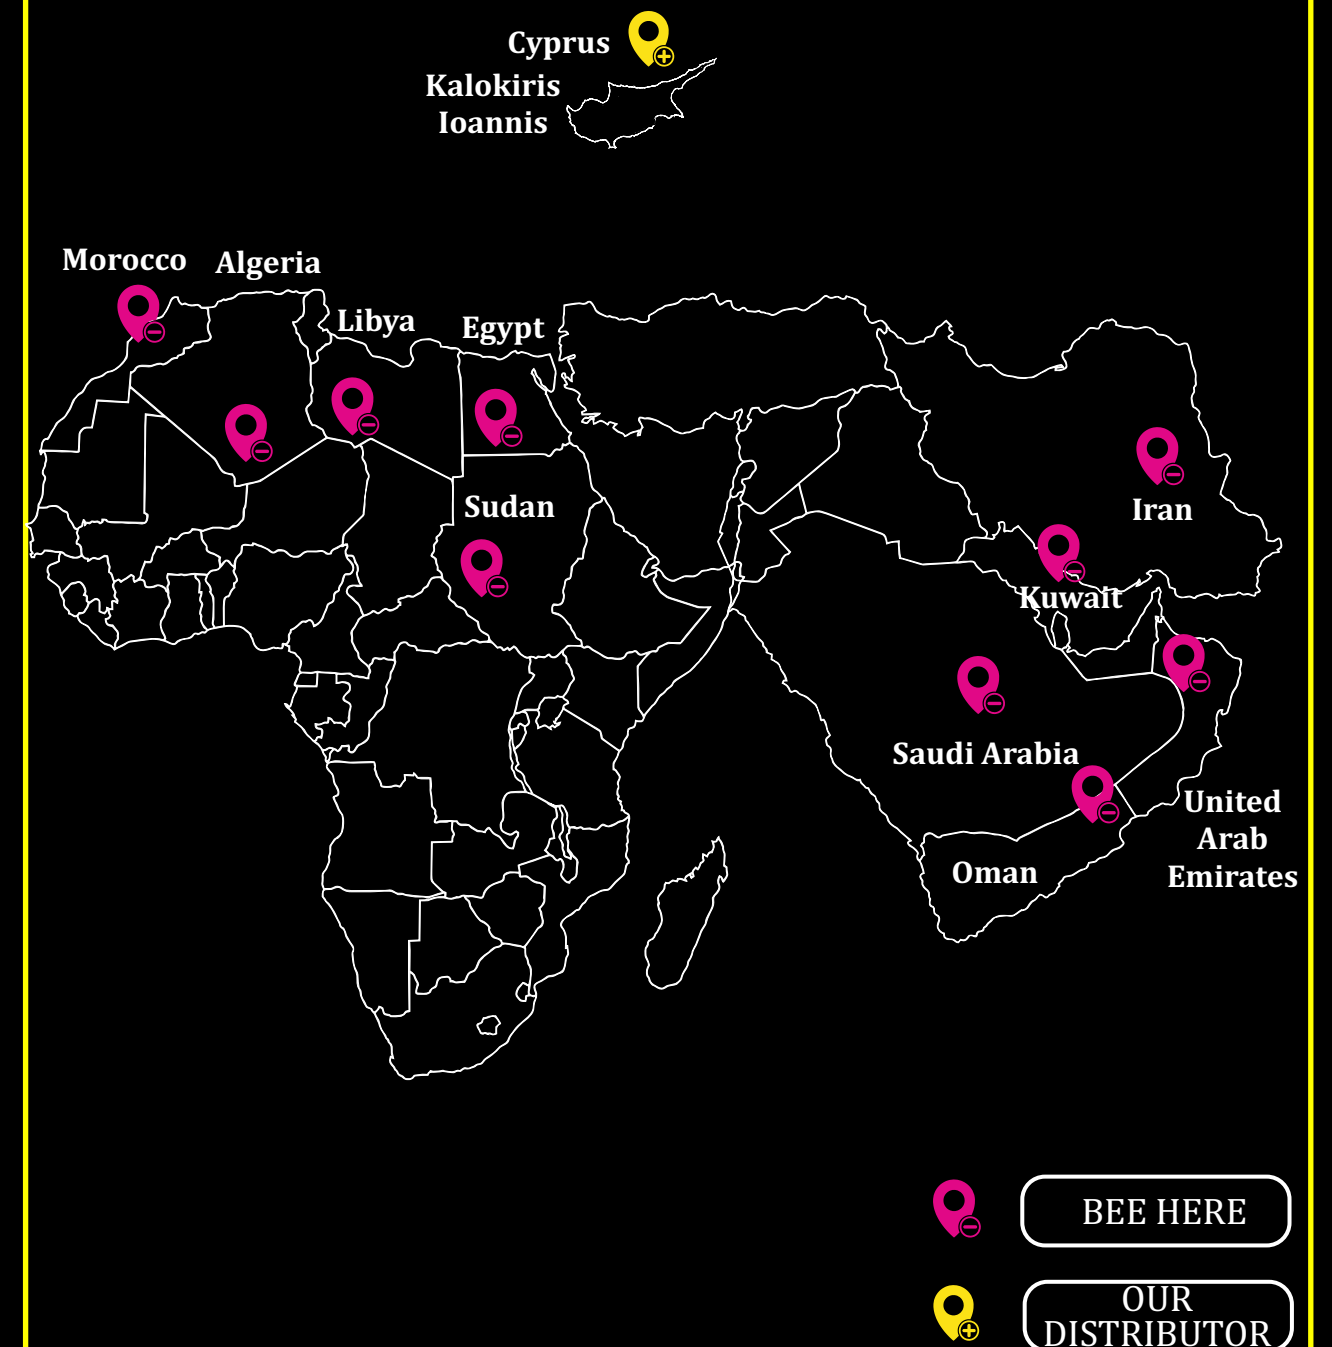 Cyprus
Kalokiris
Ioannis
Morocco
Algeria
Libya
Egypt
Sudan
Iran
Kuwait
Saudi Arabia
United
Arab
Emirates
Oman
BEE HERE
OUR
DISTRIBUTOR